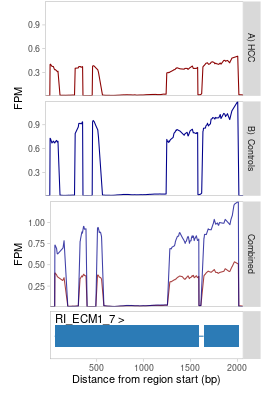 0.9
0.6
0.3
A) HCC
FPM
0.9
0.6
0.3
B) Controls
1.00
0.75
0.50
0.25
FPM
Combined
RI_ECM1_7 >
500 1000 1500 2000
Distance from region start (bp)